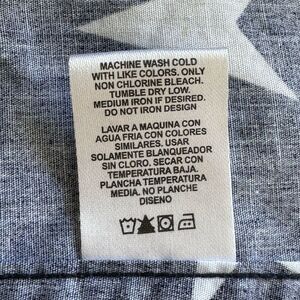 MACHINE WASH COLD
WITH LIKE COLORS. ONLY
NON CHLORINE BLEACH.
TUMBLE DRY LOW.
MEDIUM IRON IF DESIRED.
DO NOT IRON DESIGN
LAVAR A MAQUINA CON
AGUA FRIA CON COLORES
SIMILARES. USAR
SOLAMENTE BLANQUEADOR
SIN CLORO. SECAR CON
TEMPERATURA BAJA.
PLANCHA TEMPERATURA
MEDIA. NO PLANCHE
DISENO